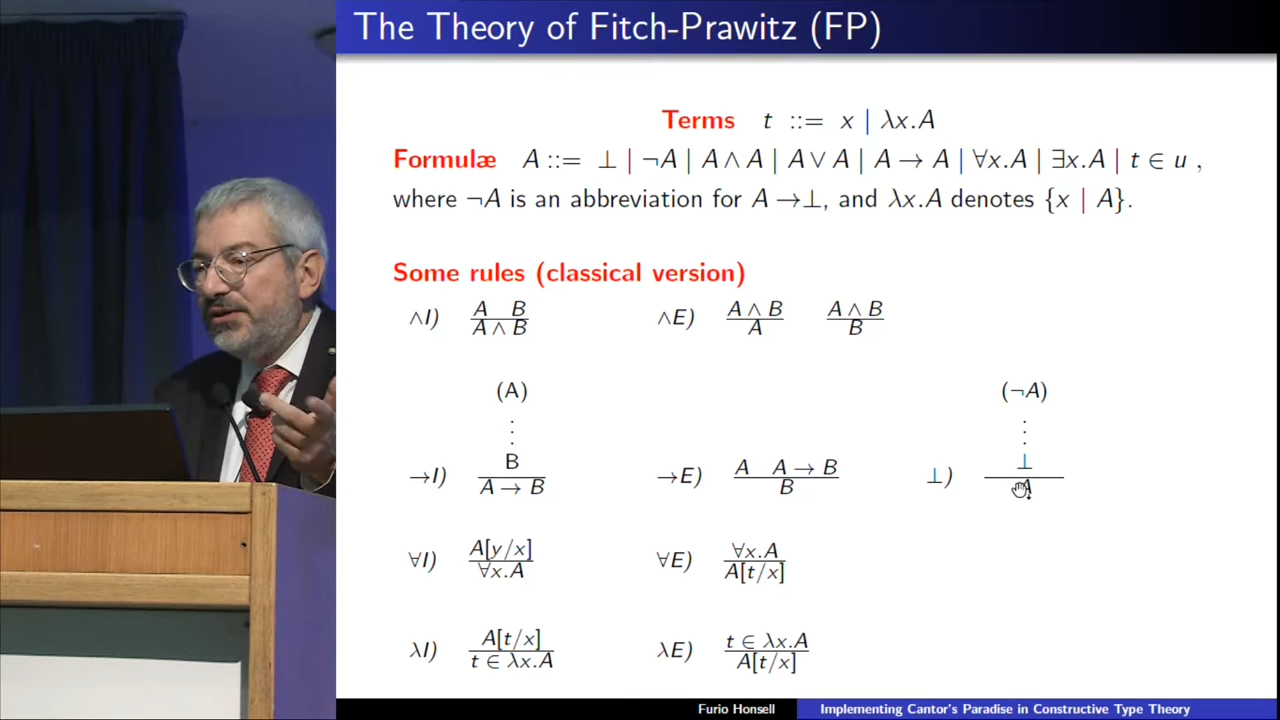 The Theory of Fitch-Prawitz (FP)
Terms t ::= x | λx.A
Formulæ A ::= ⊥ | ¬A | A ∧ A | A ∨ A | A → A | ∀x.A | ∃x.A | t ∈ u ,
where ¬A is an abbreviation for A →⊥, and λx.A denotes {x | A}.
Some rules (classical version)
∧I) A B / A ∧ B ∧E) A ∧ B / A A ∧ B / B
(A) (¬A)
⋮ ⋮
B ⊥
→I) A → B →E) A A → B / B ⊥) A
∀I) A[y/x] / ∀x.A ∀E) ∀x.A / A[t/x]
λI) A[t/x] / t ∈ λx.A λE) t ∈ λx.A / A[t/x]
Furio Honsell Implementing Cantor's Paradise in Constructive Type Theory